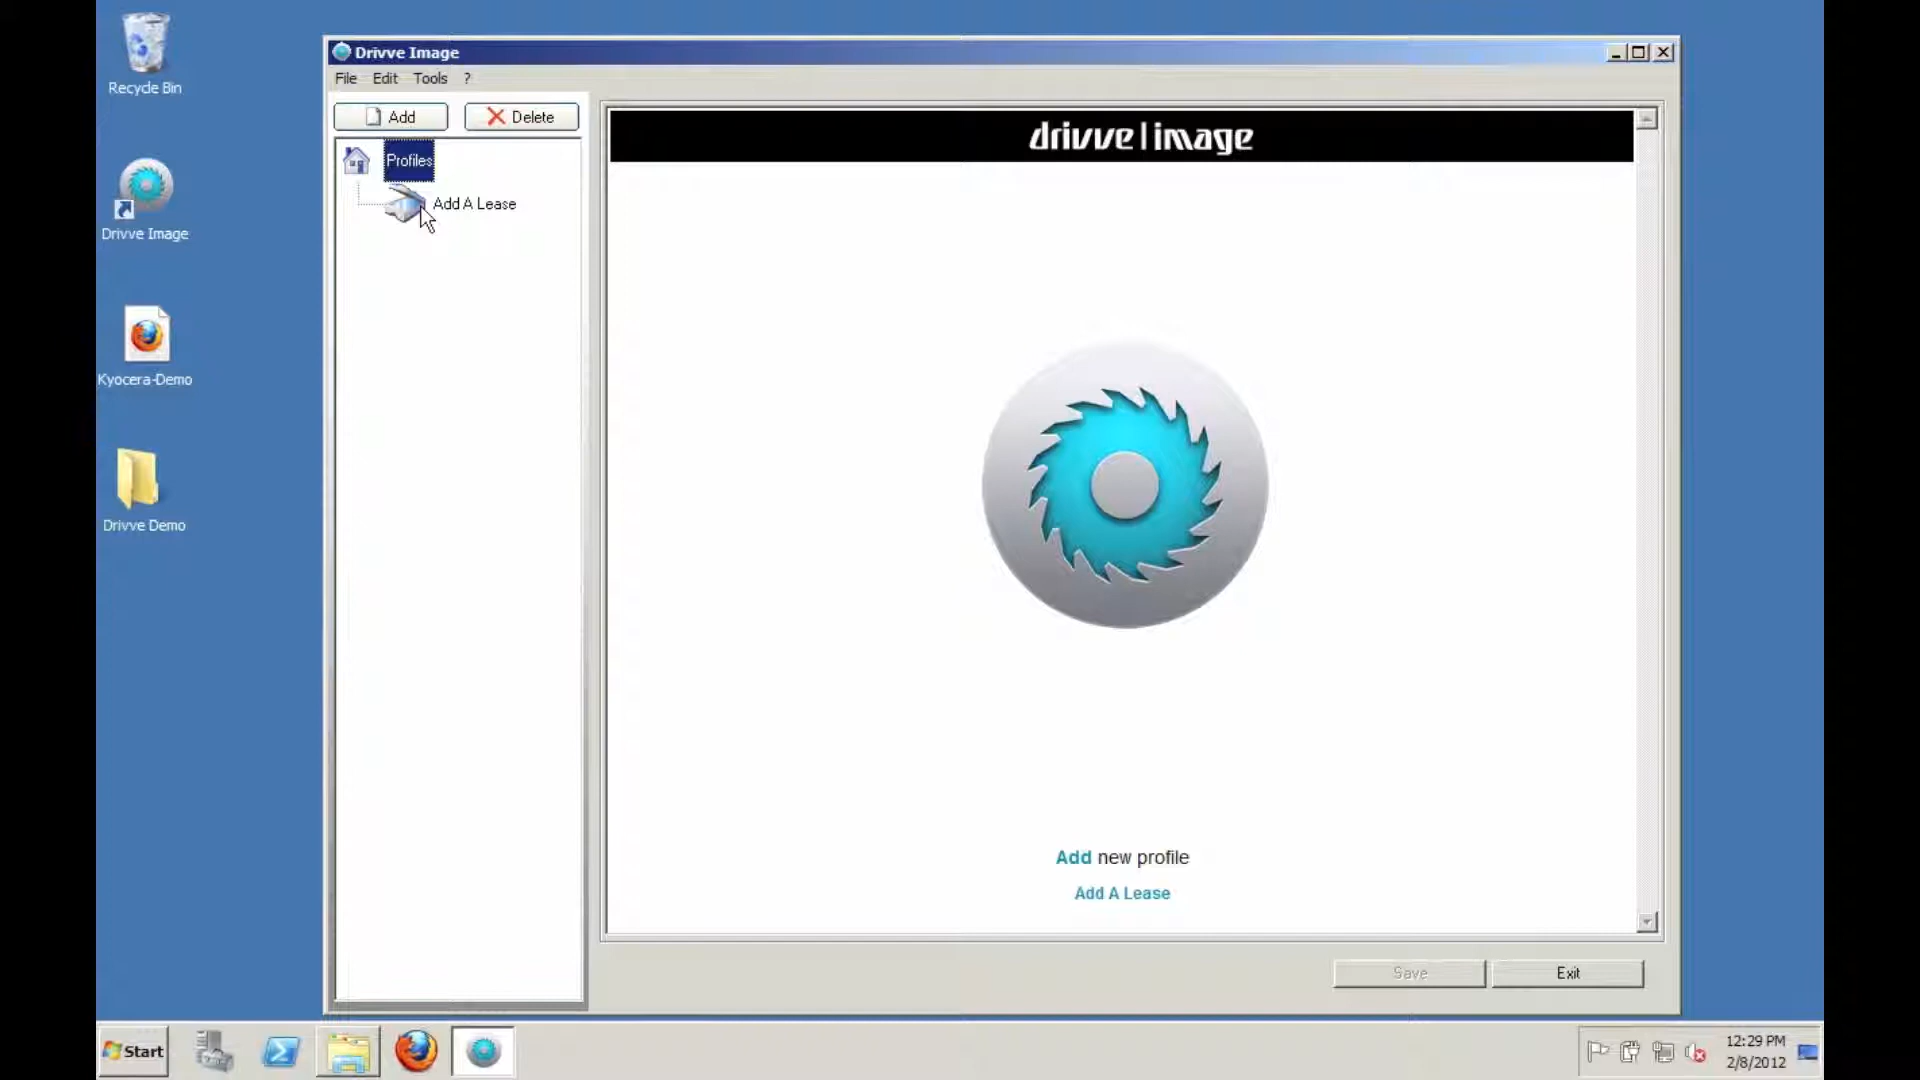 Recycle Bin
Drivve Image
Kyocera-Demo
Drivve Demo
Drivve Image
File Edit Tools ?
Add Delete
Profiles
Add A Lease
drivve | image
Add new profile
Add A Lease
Save Exit
Start
12:29 PM
2/8/2012